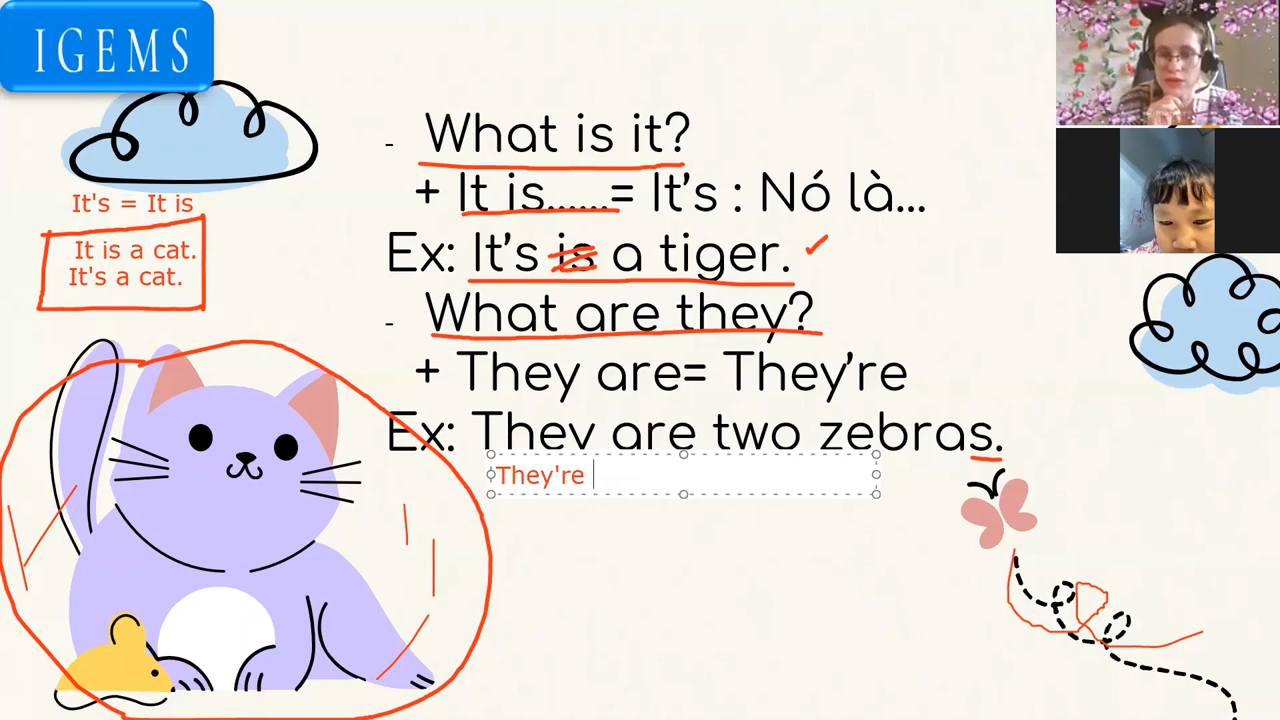 IGEMS
- What is it?
+ It is......= It's : Nó là...
Ex: It's is a tiger.
- What are they?
+ They are= They're
Ex: They are two zebras.
They're
It's = It is
It is a cat.
It's a cat.